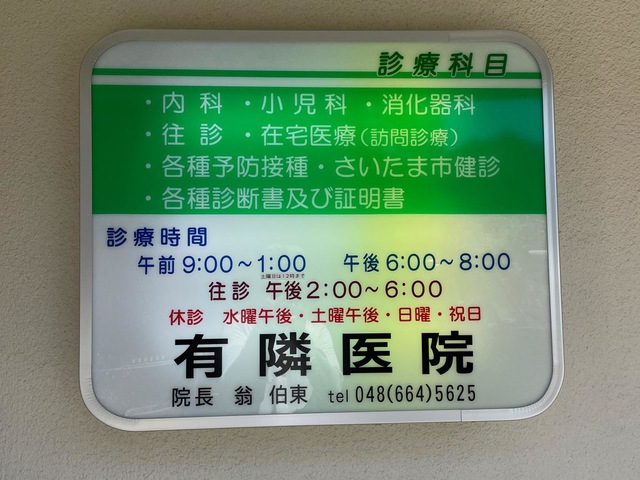 診療科目
・内科・小児科・消化器科
・往診・在宅医療(訪問診療)
・各種予防接種・さいたま市健診
・各種診断書及び証明書
診療時間
午前9:00～1:00 午後6:00～8:00
土曜日は12時まで
往診 午後2:00～6:00
休診 水曜午後・土曜午後・日曜・祝日
有隣医院
院長 翁 伯東 tel 048(664)5625